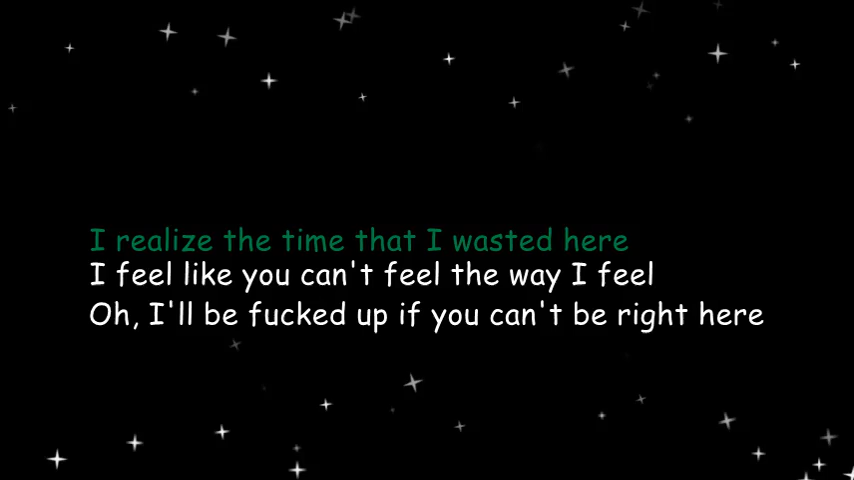 I realize the time that I wasted here
I feel like you can't feel the way I feel
Oh, I'll be fucked up if you can't be right here